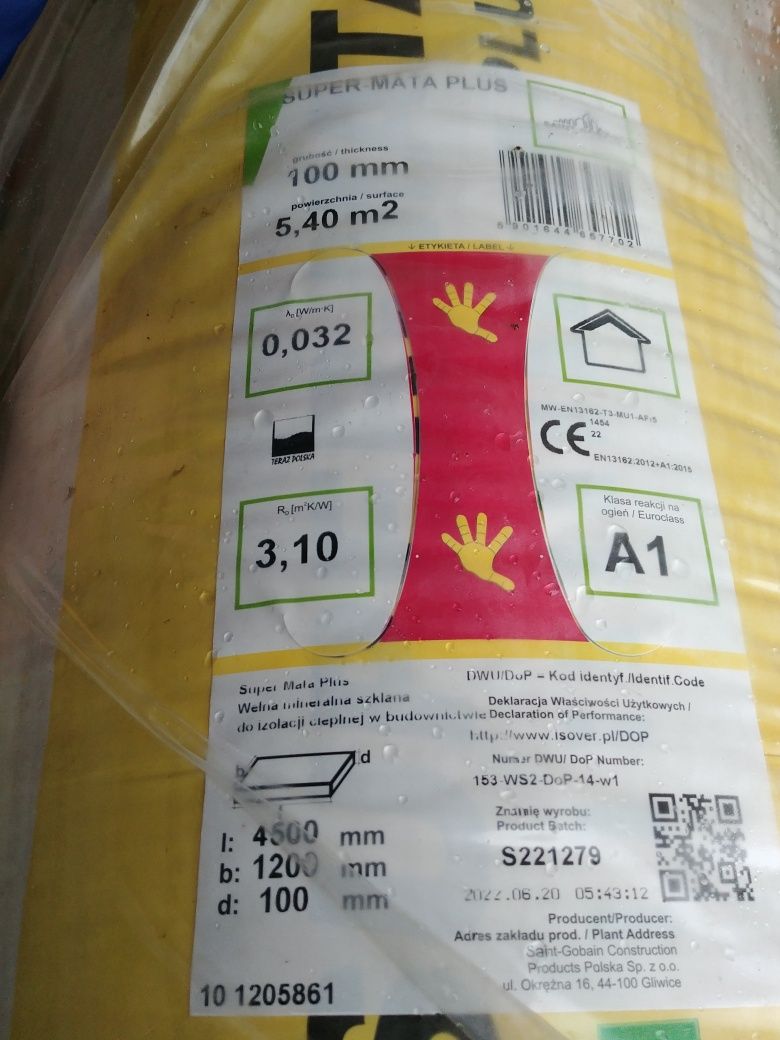 SUPER-MATA PLUS
grubość / thickness
100 mm
powierzchnia / surface
5,40 m2
5 901644 657702
↓ ETYKIETA / LABEL ↓
λD [W/m·K]
0,032
TERAZ POLSKA
RD [m²K/W]
3,10
MW-EN13162-T3-MU1-AFr5
CE 1454
22
EN13162:2012+A1:2015
Klasa reakcji na
ogień / Euroclass
A1
Super Mata Plus
Wełna mineralna szklana
do izolacji cieplnej w budownictwie
b
d
l
l: 4500 mm
b: 1200 mm
d: 100 mm
10 1205861
DWU/DoP – Kod identyf./Identif.Code
Deklaracja Właściwości Użytkowych /
Declaration of Performance:
http://www.isover.pl/DOP
Numer DWU/ DoP Number:
153-WS2-DoP-14-w1
Znamię wyrobu:
Product Batch:
S221279
2022.06.20 05:43:12
Producent/Producer:
Adres zakładu prod. / Plant Address
Saint-Gobain Construction
Products Polska Sp. z o.o.
ul. Okrężna 16, 44-100 Gliwice